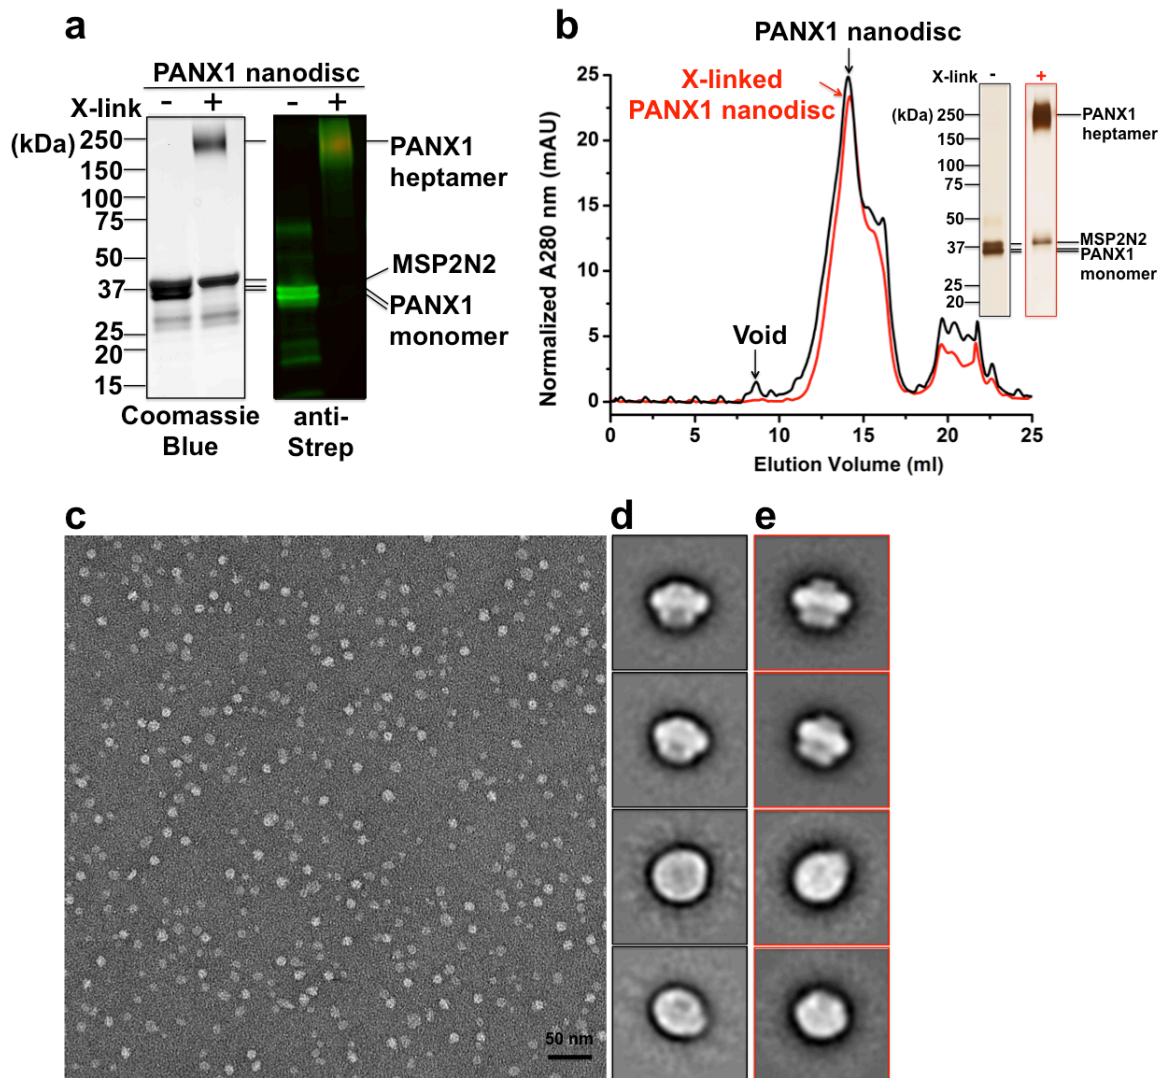 a
PANX1 nanodisc
X-link - + - +
(kDa)
250
150
100
75
50
37
25
20
15
PANX1
heptamer
MSP2N2
PANX1
monomer
Coomassie
Blue
anti-
Strep
b
PANX1 nanodisc
X-linked
PANX1 nanodisc
Void
Normalized A280 nm (mAU)
25
20
15
10
5
0
0 5 10 15 20 25
Elution Volume (ml)
X-link - +
(kDa) 250
150
100
75
50
37
25
20
PANX1
heptamer
MSP2N2
PANX1
monomer
c
50 nm
d
e